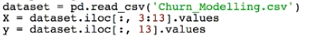 dataset = pd.read_csv('Churn_Modelling.csv')
X = dataset.iloc[:, 3:13].values
y = dataset.iloc[:, 13].values